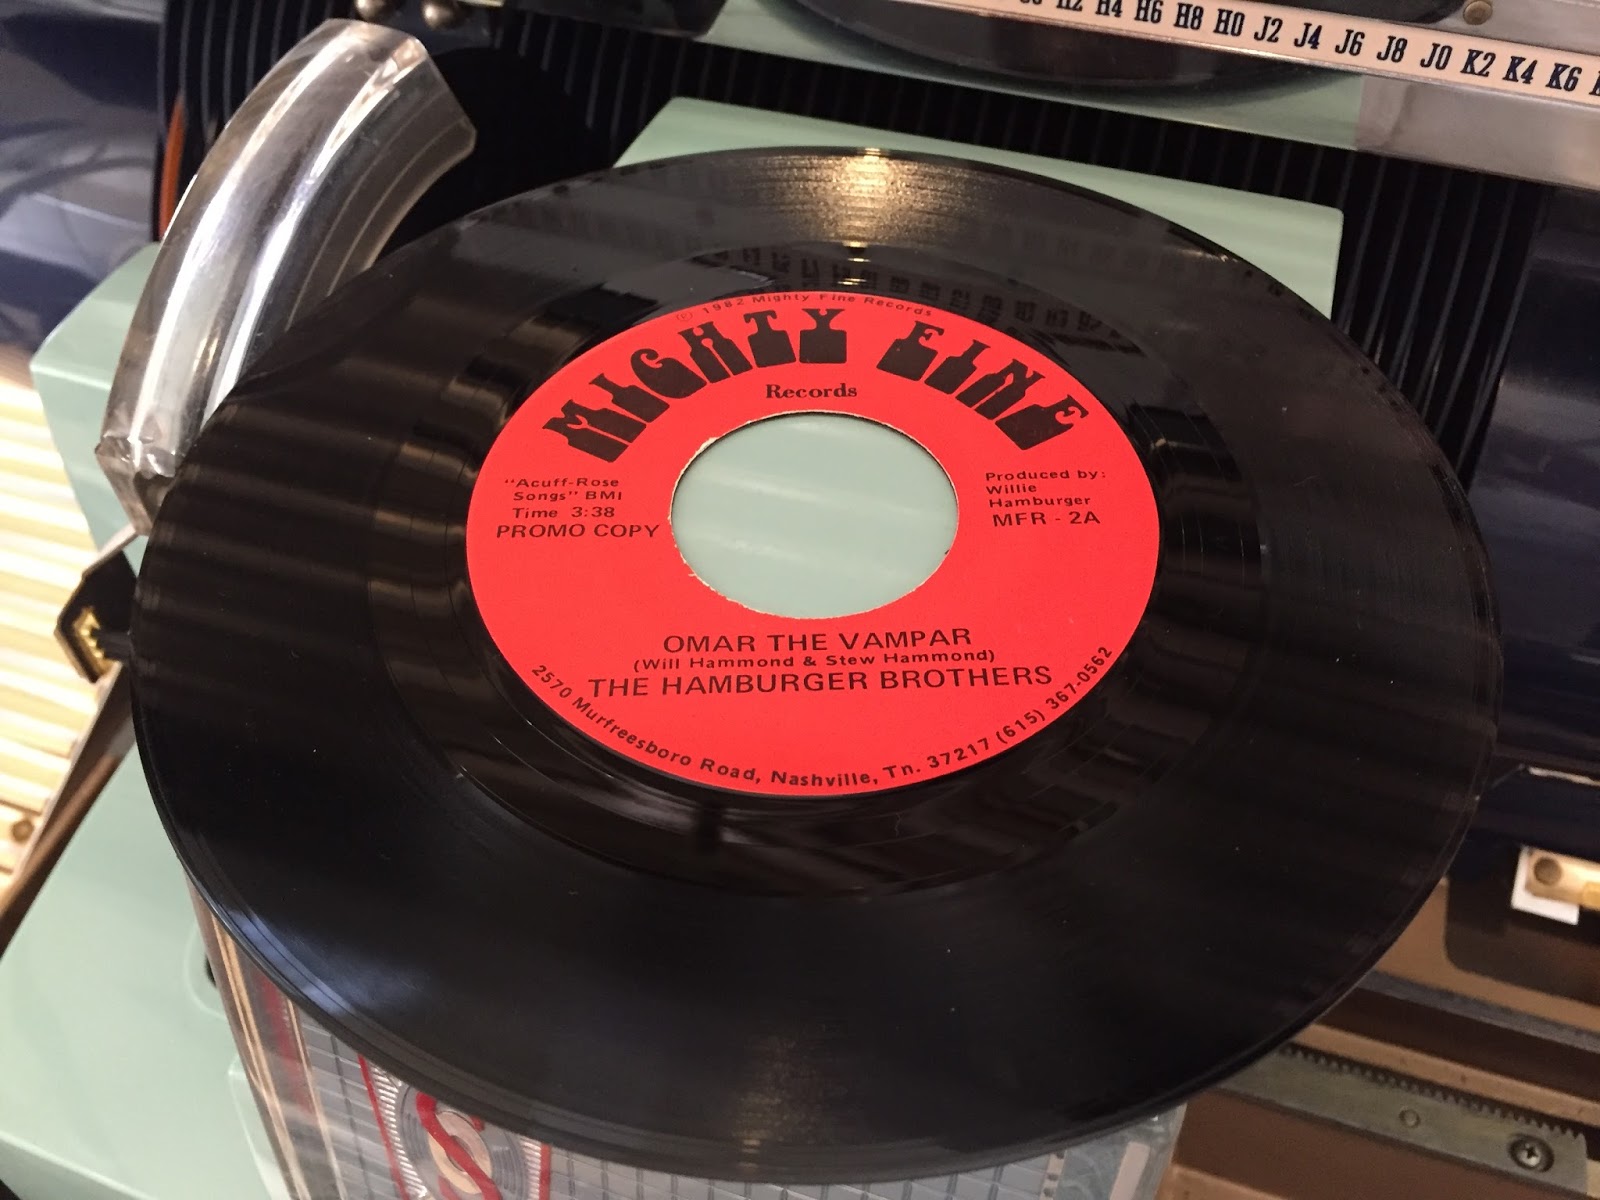 H2 H4 H6 H8 H0 J2 J4 J6 J8 J0 K2 K4 K6
© 1982 Mighty Fine Records
MIGHTY FINE
Records
"Acuff-Rose
Songs" BMI
Time 3:38
PROMO COPY
Produced by:
Willie
Hamburger
MFR - 2A
OMAR THE VAMPAR
(Will Hammond & Stew Hammond)
THE HAMBURGER BROTHERS
2570 Murfreesboro Road, Nashville, Tn. 37217 (615) 367-0562
S